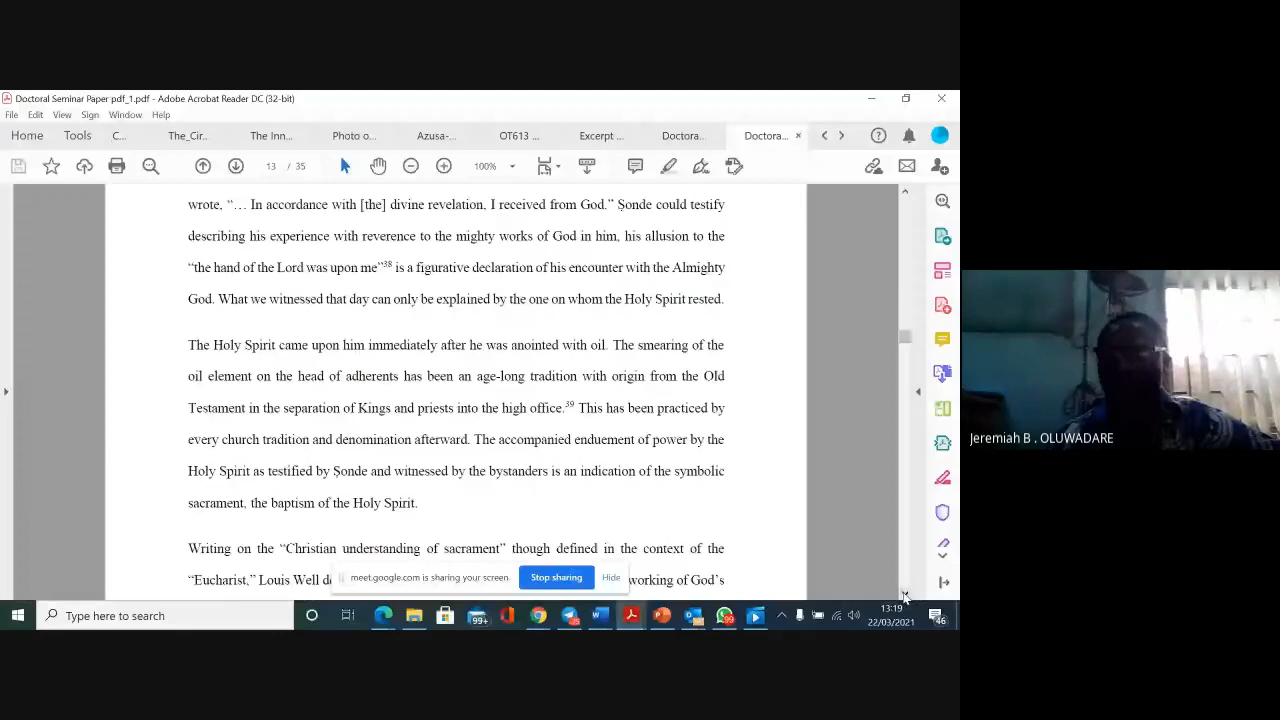 Doctoral Seminar Paper pdf_1.pdf - Adobe Acrobat Reader DC (32-bit)
File Edit View Sign Window Help
Home Tools C... The_Cir... The Inn... Photo o... Azusa-... OT613 ... Excerpt ... Doctora... Doctora... ×
13 / 35 100%
wrote, “… In accordance with [the] divine revelation, I received from God.” Ṣonde could testify
describing his experience with reverence to the mighty works of God in him, his allusion to the
“the hand of the Lord was upon me”³⁸ is a figurative declaration of his encounter with the Almighty
God. What we witnessed that day can only be explained by the one on whom the Holy Spirit rested.
The Holy Spirit came upon him immediately after he was anointed with oil. The smearing of the
oil element on the head of adherents has been an age-long tradition with origin from the Old
Testament in the separation of Kings and priests into the high office.³⁹ This has been practiced by
every church tradition and denomination afterward. The accompanied enduement of power by the
Holy Spirit as testified by Ṣonde and witnessed by the bystanders is an indication of the symbolic
sacrament, the baptism of the Holy Spirit.
Writing on the “Christian understanding of sacrament” though defined in the context of the
“Eucharist,” Louis Well working of God’s
meet.google.com is sharing your screen. Stop sharing Hide
Type here to search
99+
99
13:19
22/03/2021
46
Jeremiah B . OLUWADARE